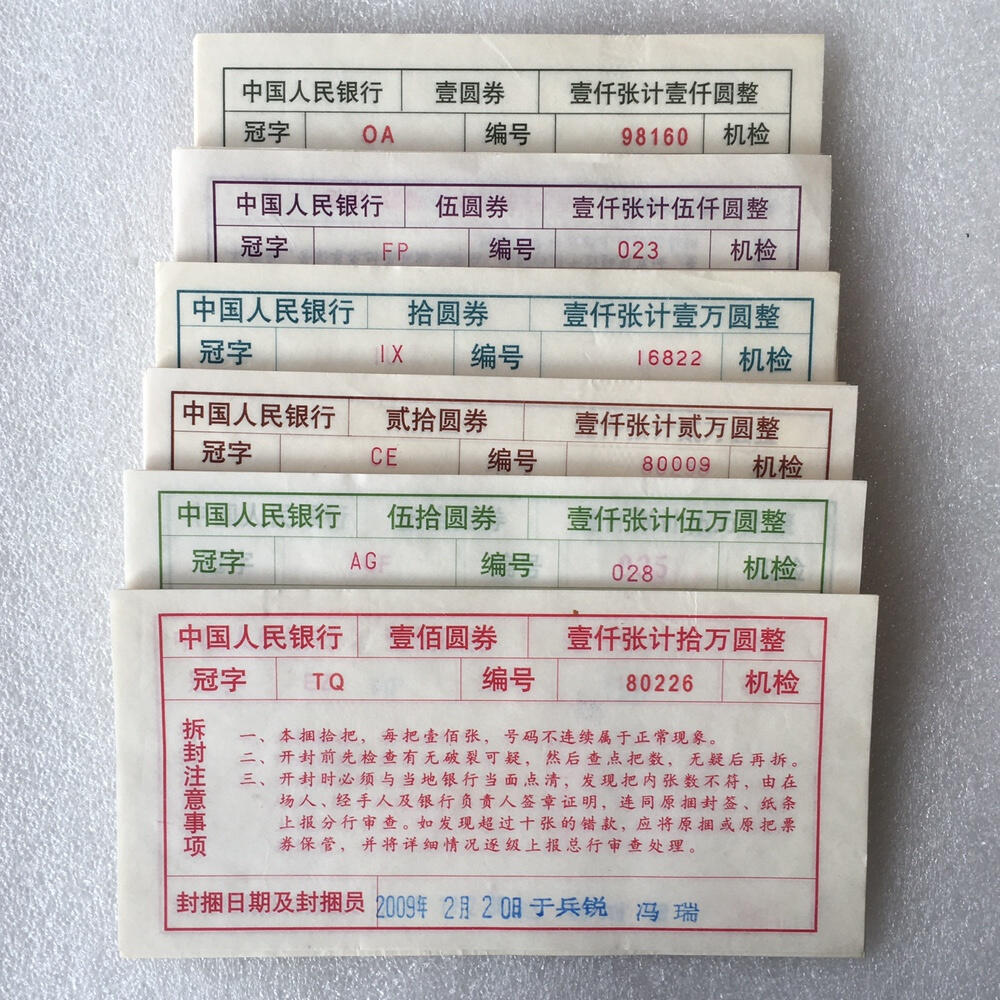 中国人民银行 壹圆券 壹仟张计壹仟圆整
冠字 OA 编号 98160 机检
中国人民银行 伍圆券 壹仟张计伍仟圆整
冠字 FP 编号 023 机检
中国人民银行 拾圆券 壹仟张计壹万圆整
冠字 IX 编号 16822 机检
中国人民银行 贰拾圆券 壹仟张计贰万圆整
冠字 CE 编号 80009 机检
中国人民银行 伍拾圆券 壹仟张计伍万圆整
冠字 AG 编号 028 机检
中国人民银行 壹佰圆券 壹仟张计拾万圆整
冠字 TQ 编号 80226 机检
拆封注意事项
一、本捆拾把，每把壹佰张，号码不连续属于正常现象。
二、开封前先检查有无破裂可疑，然后查点把数，无疑后再拆。
三、开封时必须与当地银行当面点清，发现把内张数不符，由在
场人、经手人及银行负责人签章证明，连同原捆封签、纸条
上报分行审查。如发现超过十张的错款，应将原捆或原把票
券保管，并将详细情况逐级上报总行审查处理。
封捆日期及封捆员 2009年 2月 20日 于兵锐 冯瑞